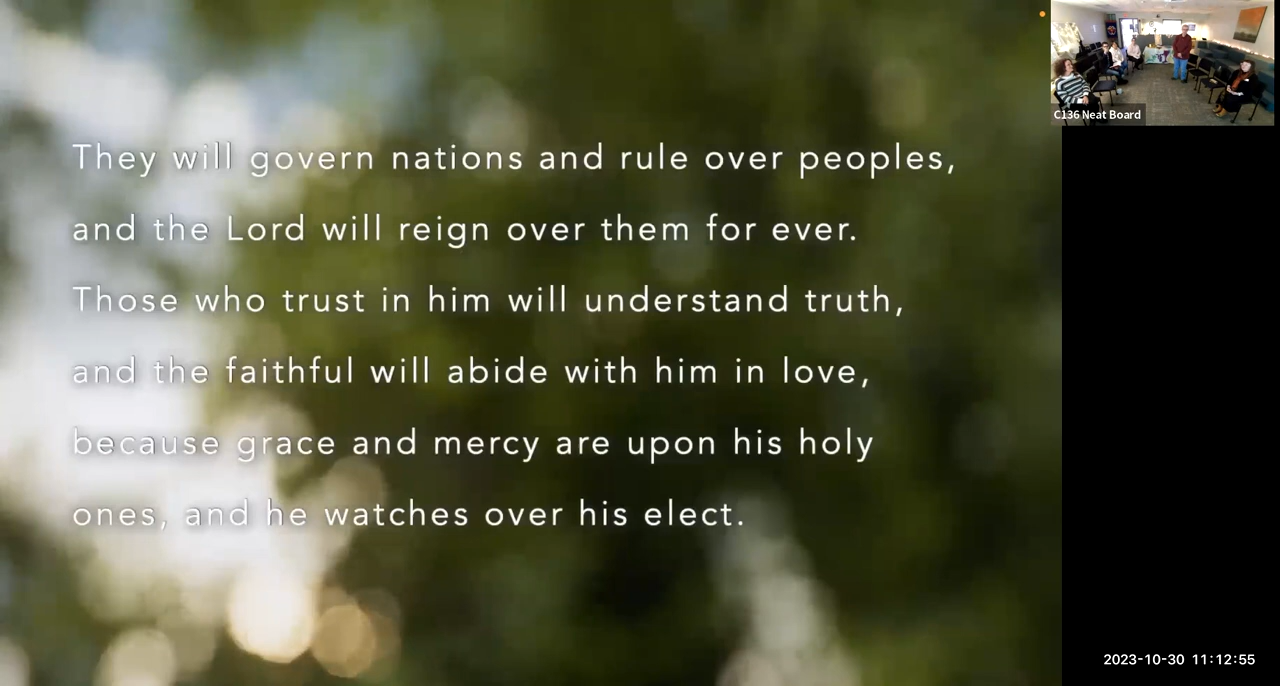 They will govern nations and rule over peoples,
and the Lord will reign over them for ever.
Those who trust in him will understand truth,
and the faithful will abide with him in love,
because grace and mercy are upon his holy
ones, and he watches over his elect.
C136 Neat Board
2023-10-30 11:12:55